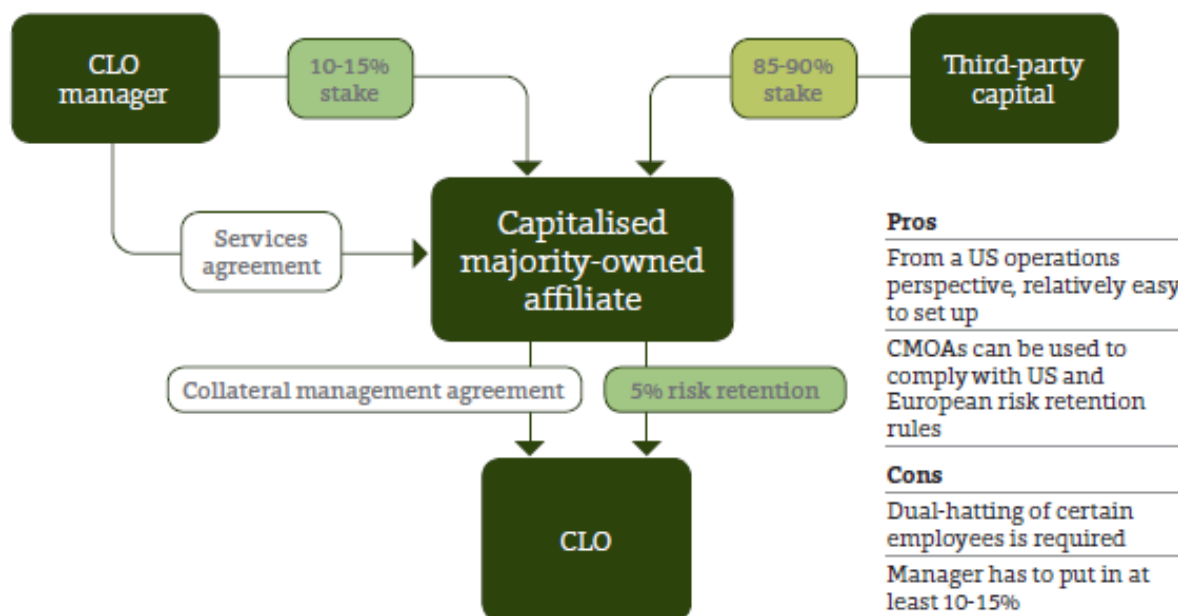 CLO
manager
10-15%
stake
85-90%
stake
Third-party
capital
Services
agreement
Capitalised
majority-owned
affiliate
Collateral management agreement
5% risk retention
CLO
Pros
From a US operations
perspective, relatively easy
to set up
CMOAs can be used to
comply with US and
European risk retention
rules
Cons
Dual-hatting of certain
employees is required
Manager has to put in at
least 10-15%